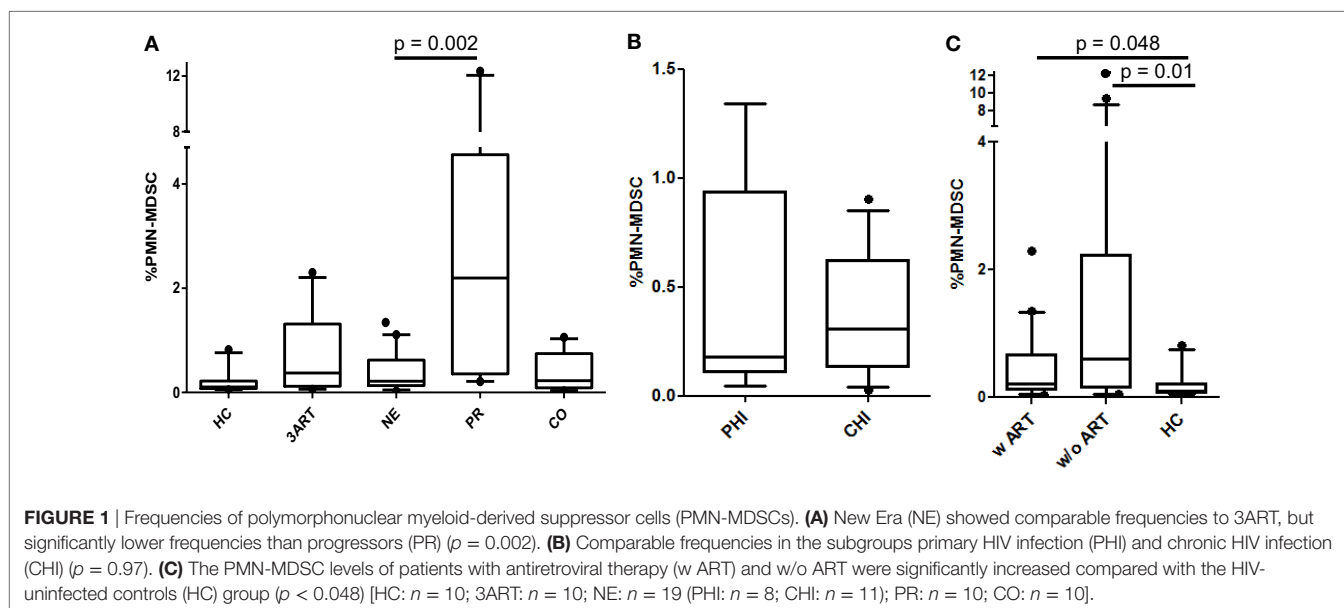 A
p = 0.002
12
8
4
2
0
%PMN-MDSC
HC
3ART
NE
PR
CO
B
1.5
1.0
0.5
0.0
%PMN-MDSC
PHI
CHI
C
p = 0.048
p = 0.01
12
10
8
4
2
0
%PMN-MDSC
w ART
w/o ART
HC
FIGURE 1 | Frequencies of polymorphonuclear myeloid-derived suppressor cells (PMN-MDSCs). (A) New Era (NE) showed comparable frequencies to 3ART, but
significantly lower frequencies than progressors (PR) (p = 0.002). (B) Comparable frequencies in the subgroups primary HIV infection (PHI) and chronic HIV infection
(CHI) (p = 0.97). (C) The PMN-MDSC levels of patients with antiretroviral therapy (w ART) and w/o ART were significantly increased compared with the HIV-
uninfected controls (HC) group (p < 0.048) [HC: n = 10; 3ART: n = 10; NE: n = 19 (PHI: n = 8; CHI: n = 11); PR: n = 10; CO: n = 10].